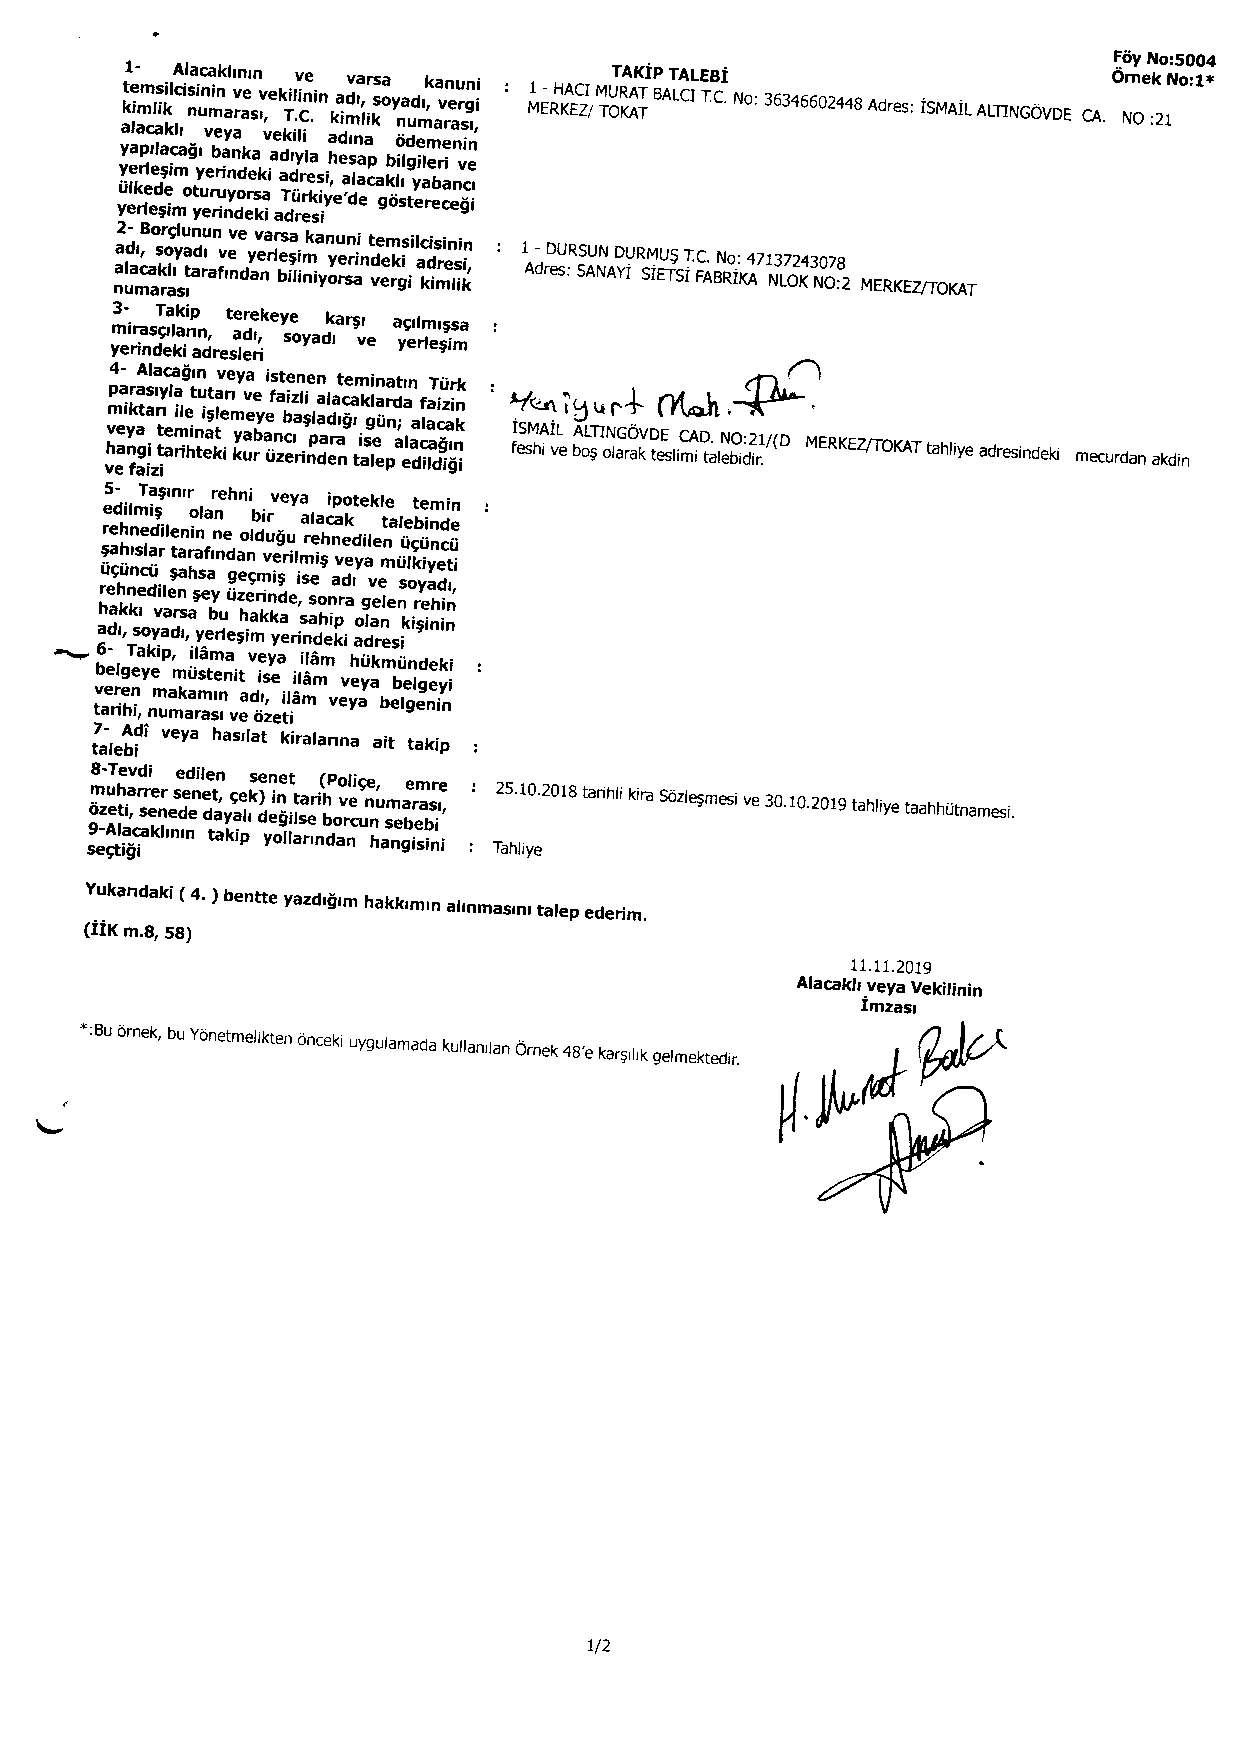 Föy No:5004
Örnek No:1*
TAKİP TALEBİ
1- Alacaklının ve varsa kanuni
temsilcisinin ve vekilinin adı, soyadı, vergi
kimlik numarası, T.C. kimlik numarası,
alacaklı veya vekili adına ödemenin
yapılacağı banka adıyla hesap bilgileri ve
yerleşim yerindeki adresi, alacaklı yabancı
ülkede oturuyorsa Türkiye'de göstereceği
yerleşim yerindeki adresi
: 1 - HACI MURAT BALCI T.C. No: 36346602448 Adres: İSMAİL ALTINGÖVDE CA. NO :21
MERKEZ/ TOKAT
2- Borçlunun ve varsa kanuni temsilcisinin
adı, soyadı ve yerleşim yerindeki adresi,
alacaklı tarafından biliniyorsa vergi kimlik
numarası
: 1 - DURSUN DURMUŞ T.C. No: 47137243078
Adres: SANAYİ SİETSİ FABRİKA NLOK NO:2 MERKEZ/TOKAT
3- Takip terekeye karşı açılmışsa :
mirasçıların, adı, soyadı ve yerleşim
yerindeki adresleri
4- Alacağın veya istenen teminatın Türk :
parasıyla tutarı ve faizli alacaklarda faizin
miktarı ile işlemeye başladığı gün; alacak
veya teminat yabancı para ise alacağın
hangi tarihteki kur üzerinden talep edildiği
ve faizi
Yeniyurt Mah.
İSMAİL ALTINGÖVDE CAD. NO:21/(D MERKEZ/TOKAT tahliye adresindeki mecurdan akdin
feshi ve boş olarak teslimi talebidir.
5- Taşınır rehni veya ipotekle temin :
edilmiş olan bir alacak talebinde
rehnedilenin ne olduğu rehnedilen üçüncü
şahıslar tarafından verilmiş veya mülkiyeti
üçüncü şahsa geçmiş ise adı ve soyadı,
rehnedilen şey üzerinde, sonra gelen rehin
hakkı varsa bu hakka sahip olan kişinin
adı, soyadı, yerleşim yerindeki adresi
6- Takip, ilâma veya ilâm hükmündeki :
belgeye müstenit ise ilâm veya belgeyi
veren makamın adı, ilâm veya belgenin
tarihi, numarası ve özeti
7- Adî veya hasılat kiralarına ait takip :
talebi
8-Tevdi edilen senet (Poliçe, emre
muharrer senet, çek) in tarih ve numarası,
özeti, senede dayalı değilse borcun sebebi
: 25.10.2018 tarihli kira Sözleşmesi ve 30.10.2019 tahliye taahhütnamesi.
9-Alacaklının takip yollarından hangisini
seçtiği
: Tahliye
Yukarıdaki ( 4. ) bentte yazdığım hakkımın alınmasını talep ederim.
(İİK m.8, 58)
11.11.2019
Alacaklı veya Vekilinin
İmzası
*:Bu örnek, bu Yönetmelikten önceki uygulamada kullanılan Örnek 48'e karşılık gelmektedir.
H. Murat Balcı
1/2